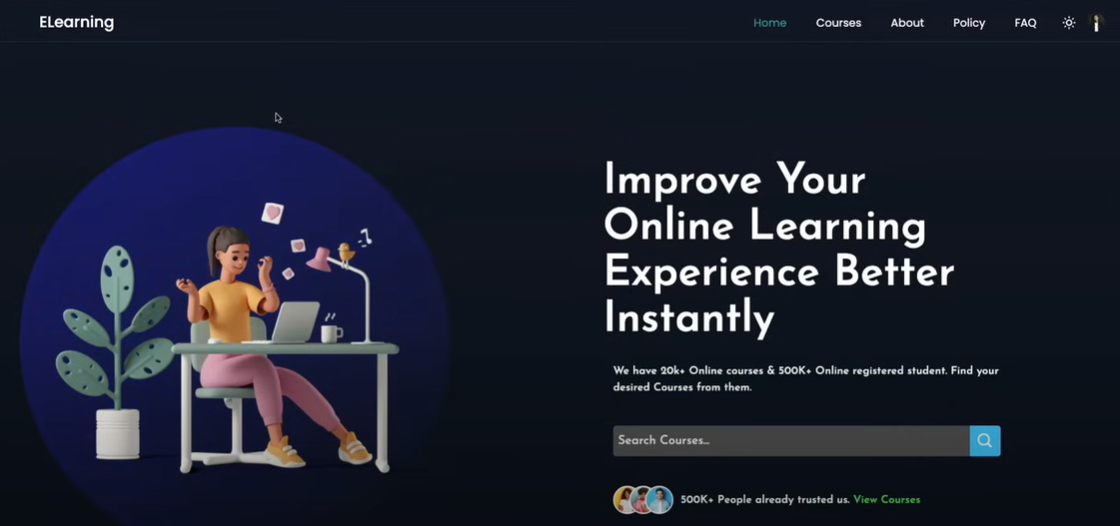 ELearning
Home Courses About Policy FAQ
Improve Your
Online Learning
Experience Better
Instantly
We have 20k+ Online courses & 500K+ Online registered student. Find your
desired Courses from them.
Search Courses...
500K+ People already trusted us. View Courses